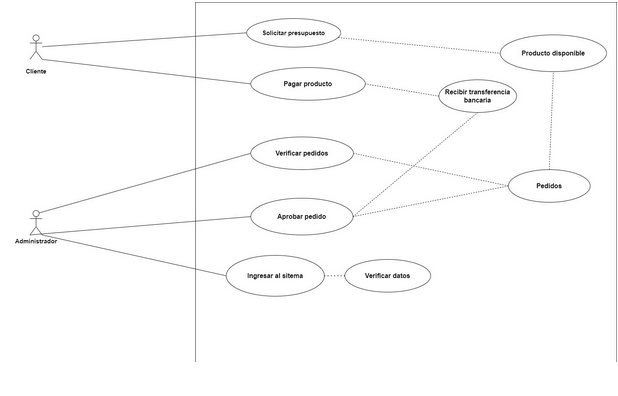 Solicitar presupuesto
Producto disponible
Cliente
Pagar producto
Recibir transferencia
bancaria
Verificar pedidos
Pedidos
Aprobar pedido
Administrador
Ingresar al sitema
Verificar datos